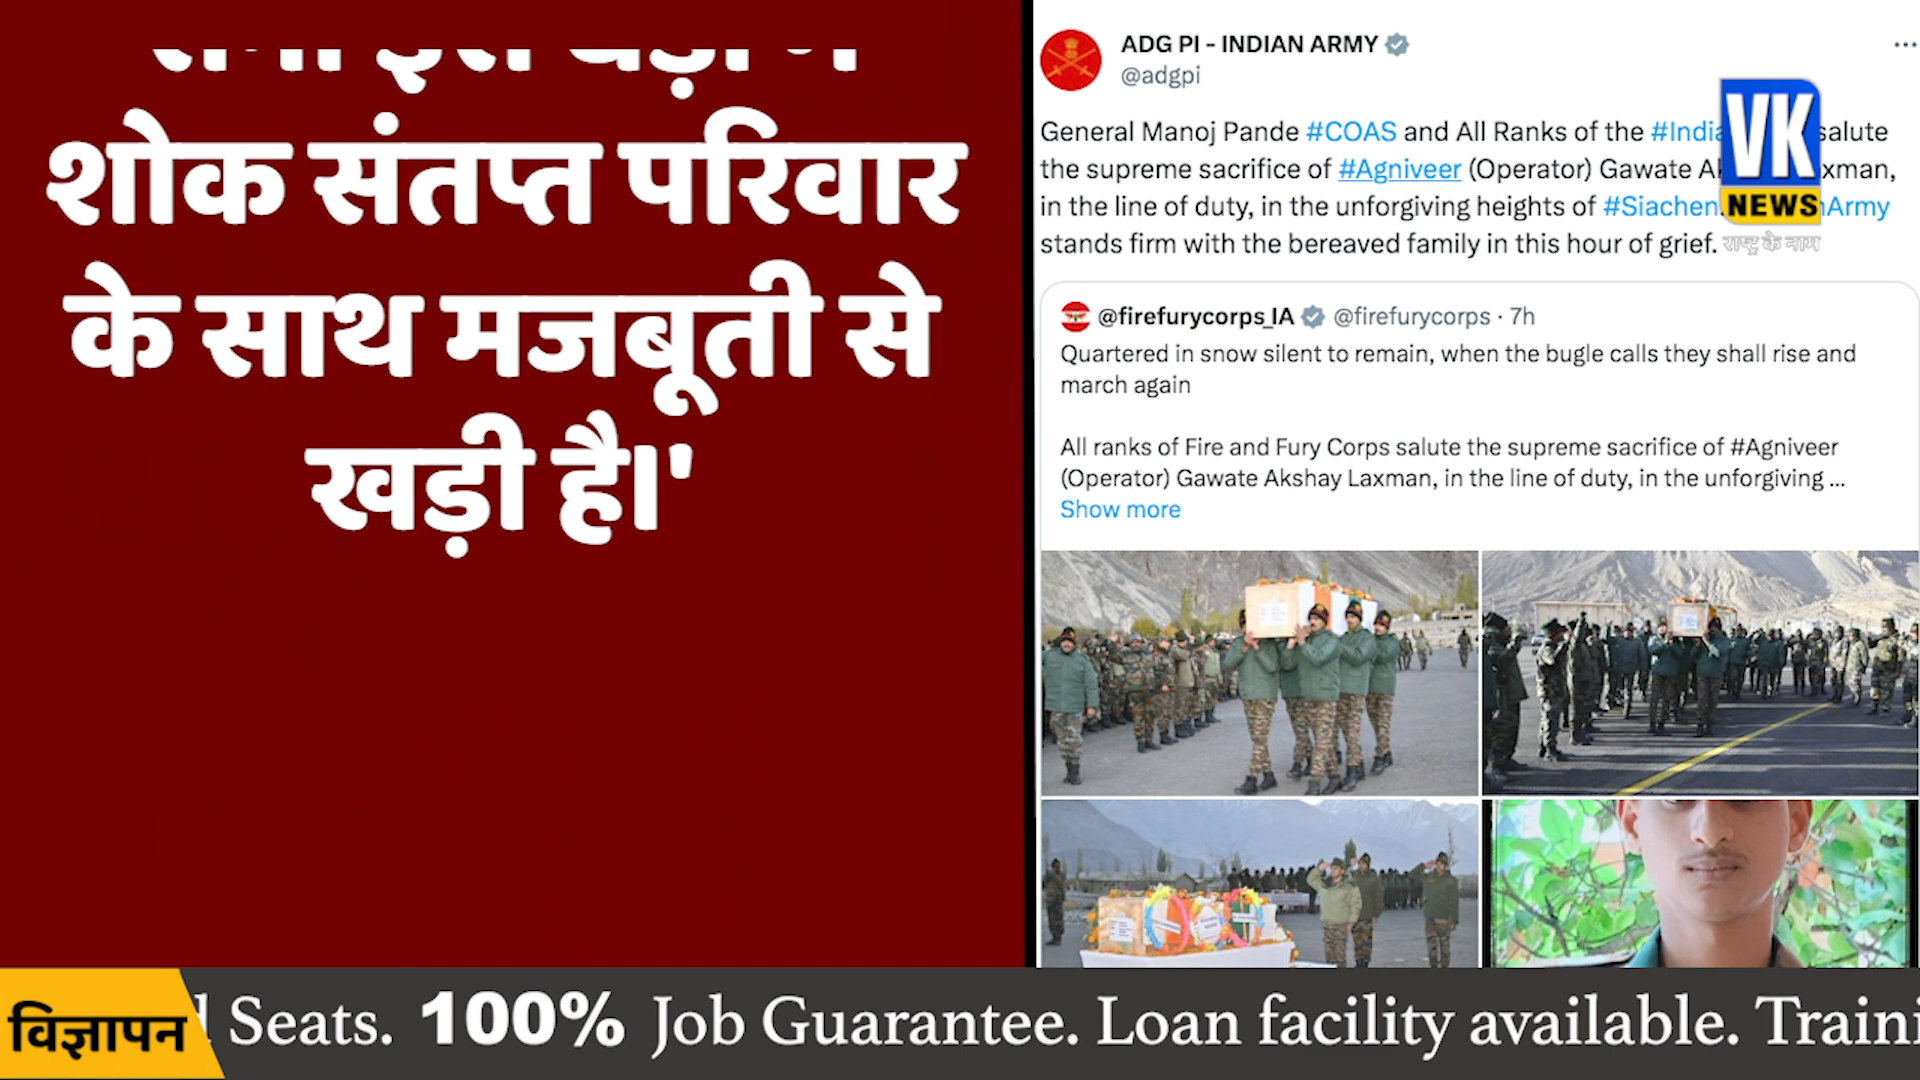 शोक संतप्त परिवार
के साथ मजबूती से
खड़ी है।'
ADG PI - INDIAN ARMY
@adgpi
General Manoj Pande #COAS and All Ranks of the #India salute
the supreme sacrifice of #Agniveer (Operator) Gawate Ak xman,
in the line of duty, in the unforgiving heights of #Siachen. Army
stands firm with the bereaved family in this hour of grief.
VK
NEWS
राष्ट्र के नाम
@firefurycorps_IA @firefurycorps · 7h
Quartered in snow silent to remain, when the bugle calls they shall rise and
march again
All ranks of Fire and Fury Corps salute the supreme sacrifice of #Agniveer
(Operator) Gawate Akshay Laxman, in the line of duty, in the unforgiving ...
Show more
विज्ञापन
Seats. 100% Job Guarantee. Loan facility available. Traini